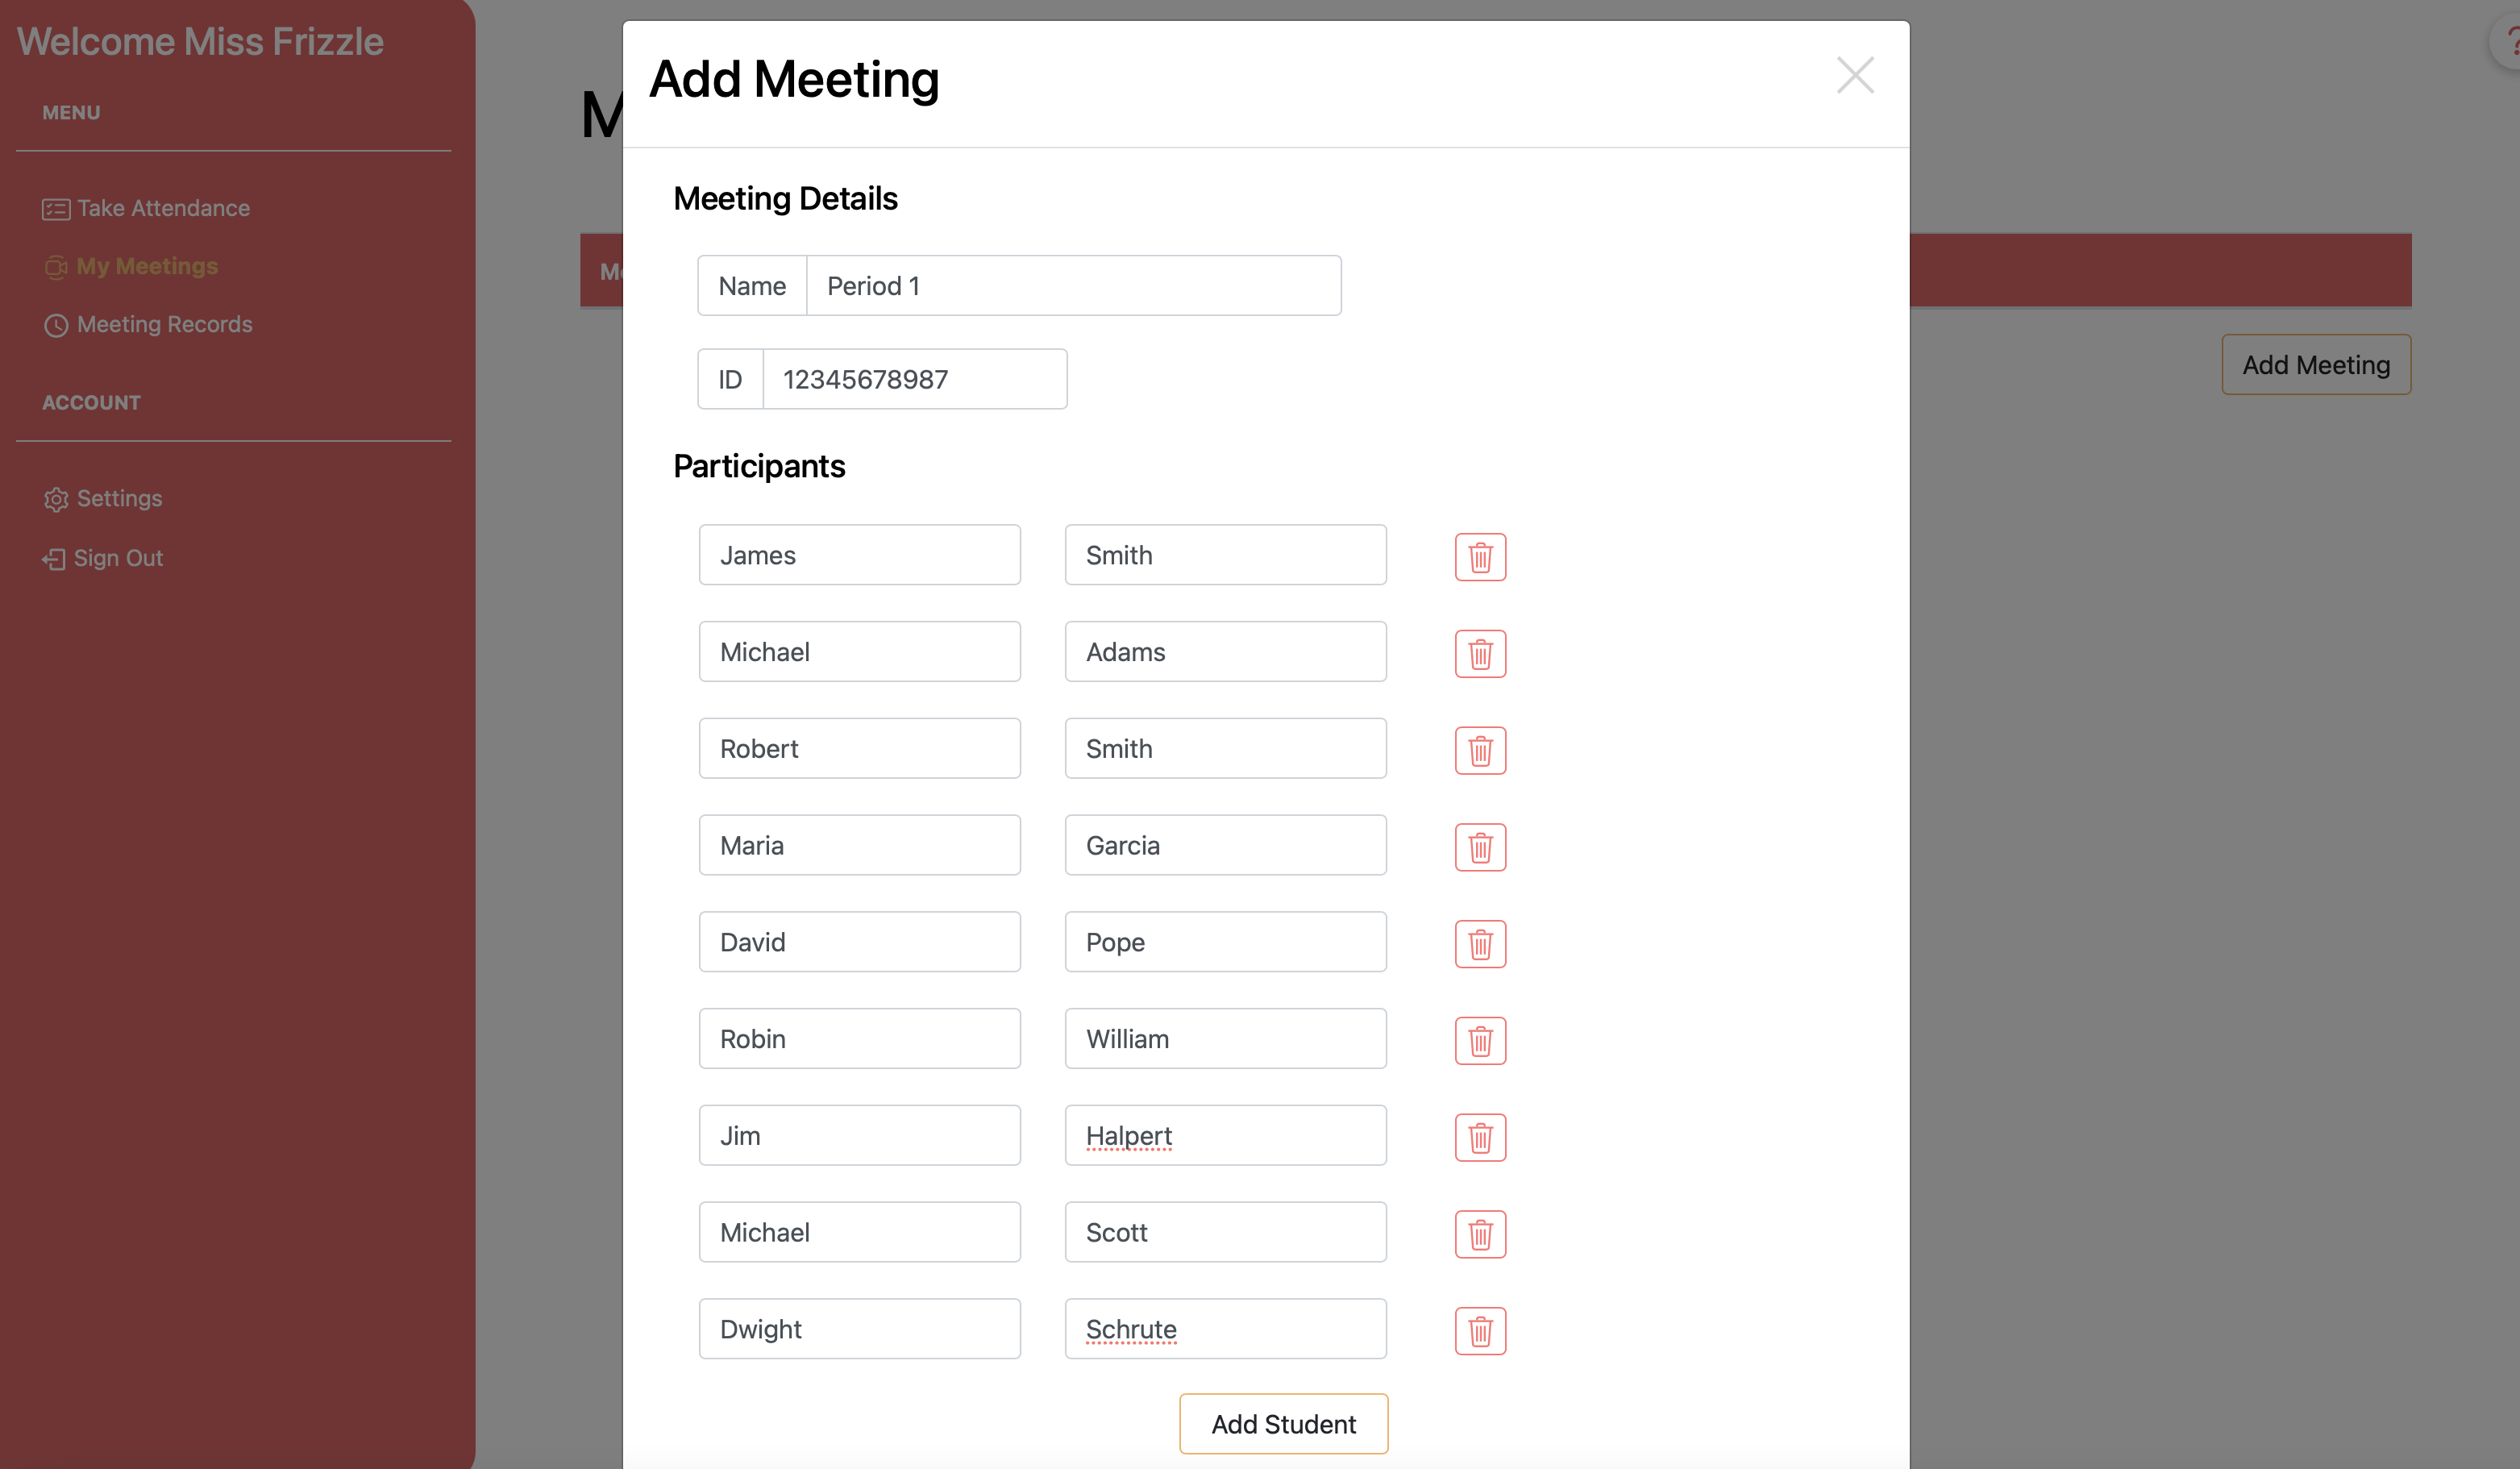 Welcome Miss Frizzle
MENU
Take Attendance
My Meetings
Meeting Records
ACCOUNT
Settings
Sign Out
Add Meeting
Add Meeting
Meeting Details
Name Period 1
ID 12345678987
Participants
James Smith
Michael Adams
Robert Smith
Maria Garcia
David Pope
Robin William
Jim Halpert
Michael Scott
Dwight Schrute
Add Student